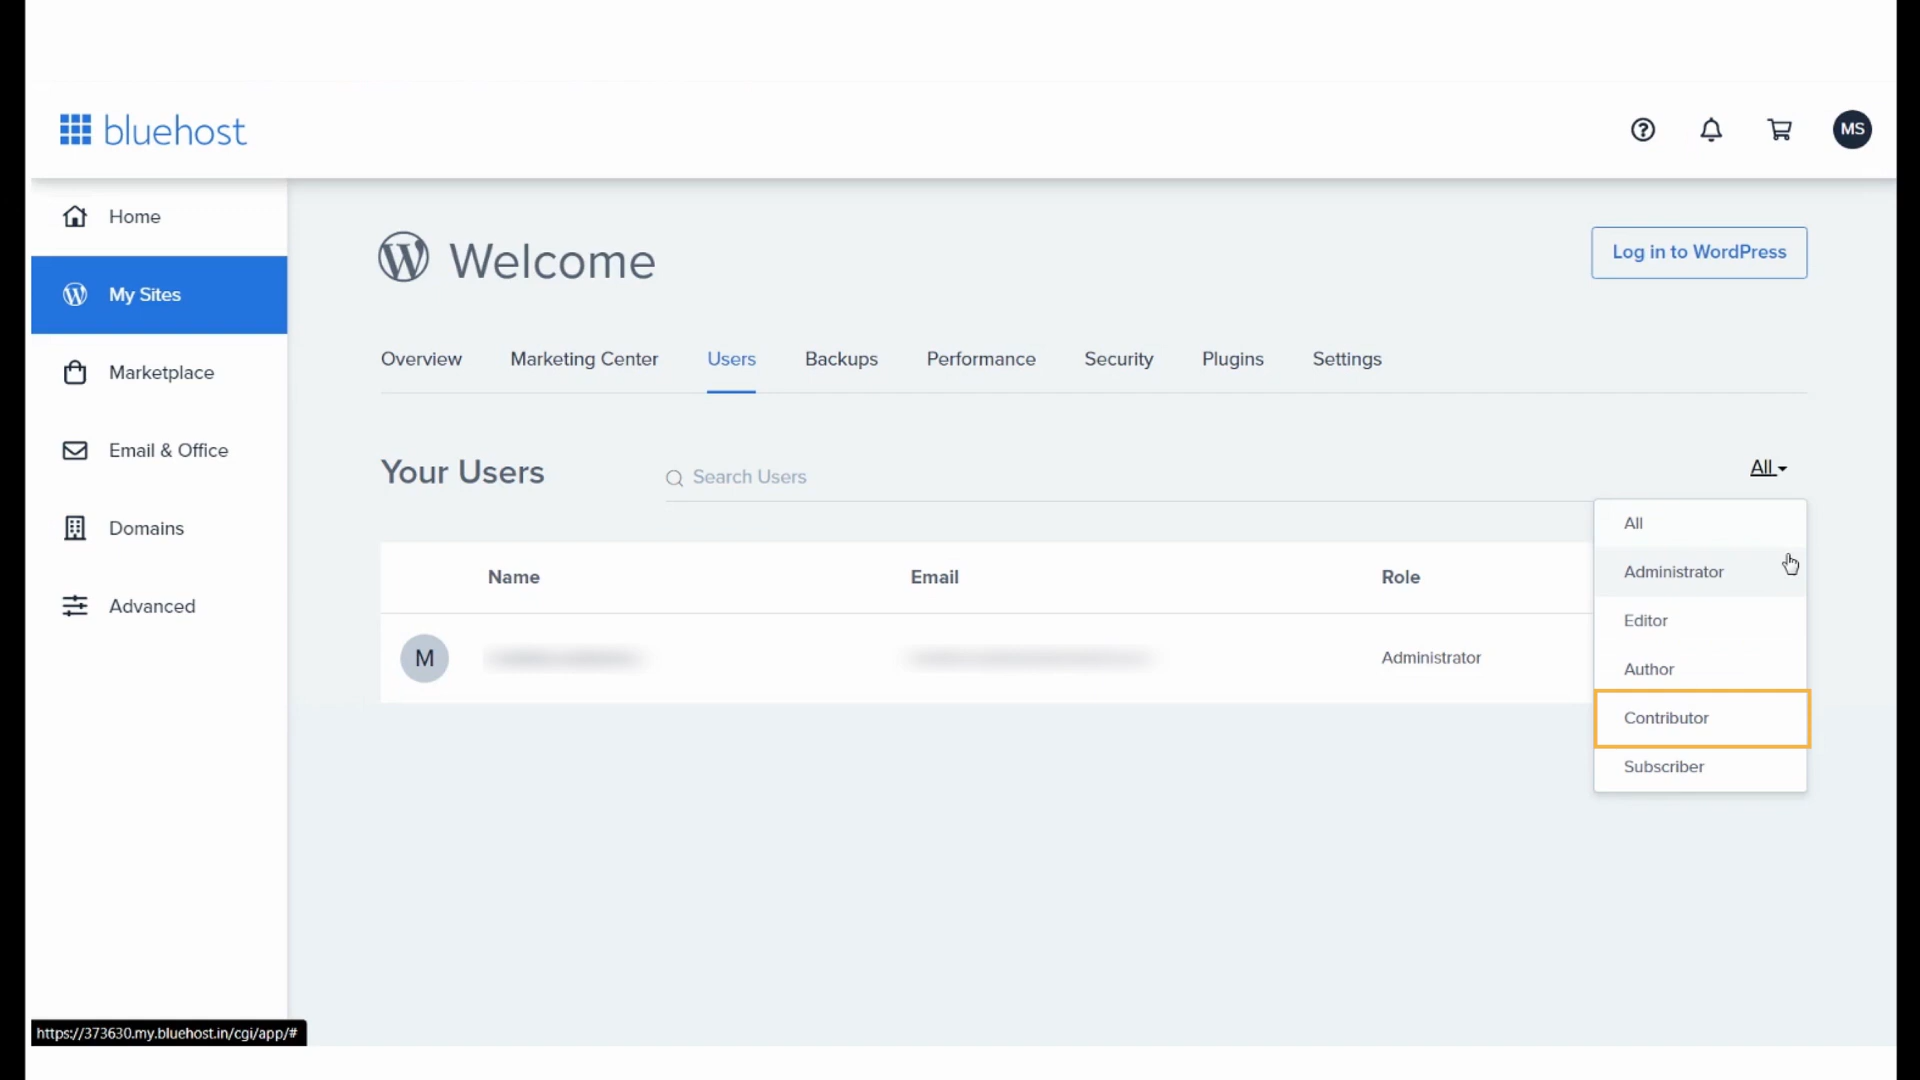 bluehost
MS
Home
My Sites
Marketplace
Email & Office
Domains
Advanced
Welcome
Log in to WordPress
Overview
Marketing Center
Users
Backups
Performance
Security
Plugins
Settings
Your Users
Search Users
All
All
Administrator
Editor
Author
Contributor
Subscriber
Name
Email
Role
M
Administrator
https://373630.my.bluehost.in/cgi/app/#